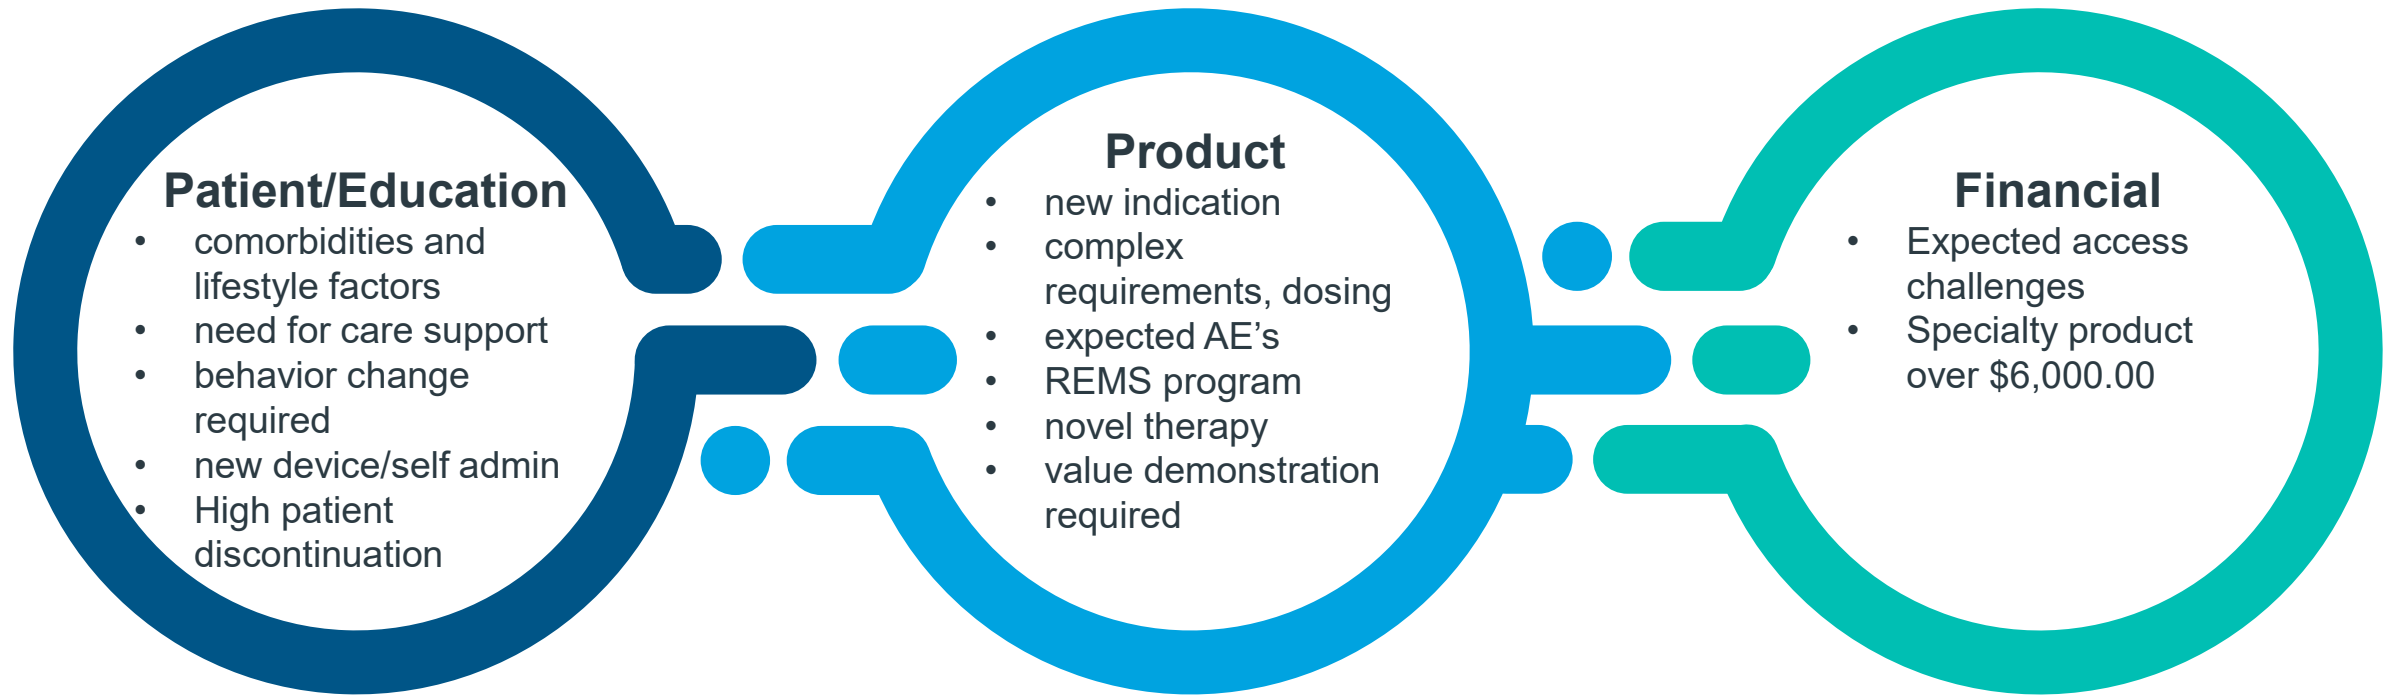 Patient/Education
• comorbidities and
lifestyle factors
• need for care support
• behavior change
required
• new device/self admin
• High patient
discontinuation
Product
• new indication
• complex
requirements, dosing
• expected AE’s
• REMS program
• novel therapy
• value demonstration
required
Financial
• Expected access
challenges
• Specialty product
over $6,000.00